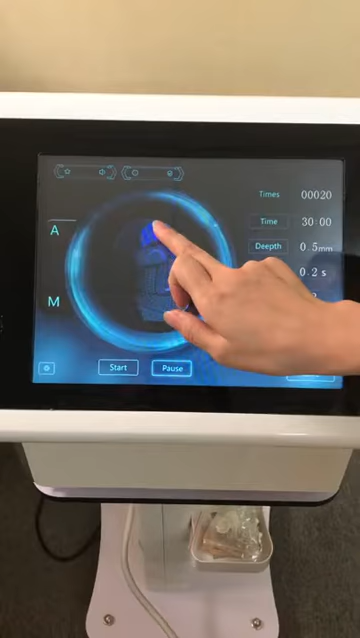 Times 00020
A
Time 30:00
Deepth 0.5mm
0.2 s
M
Start Pause